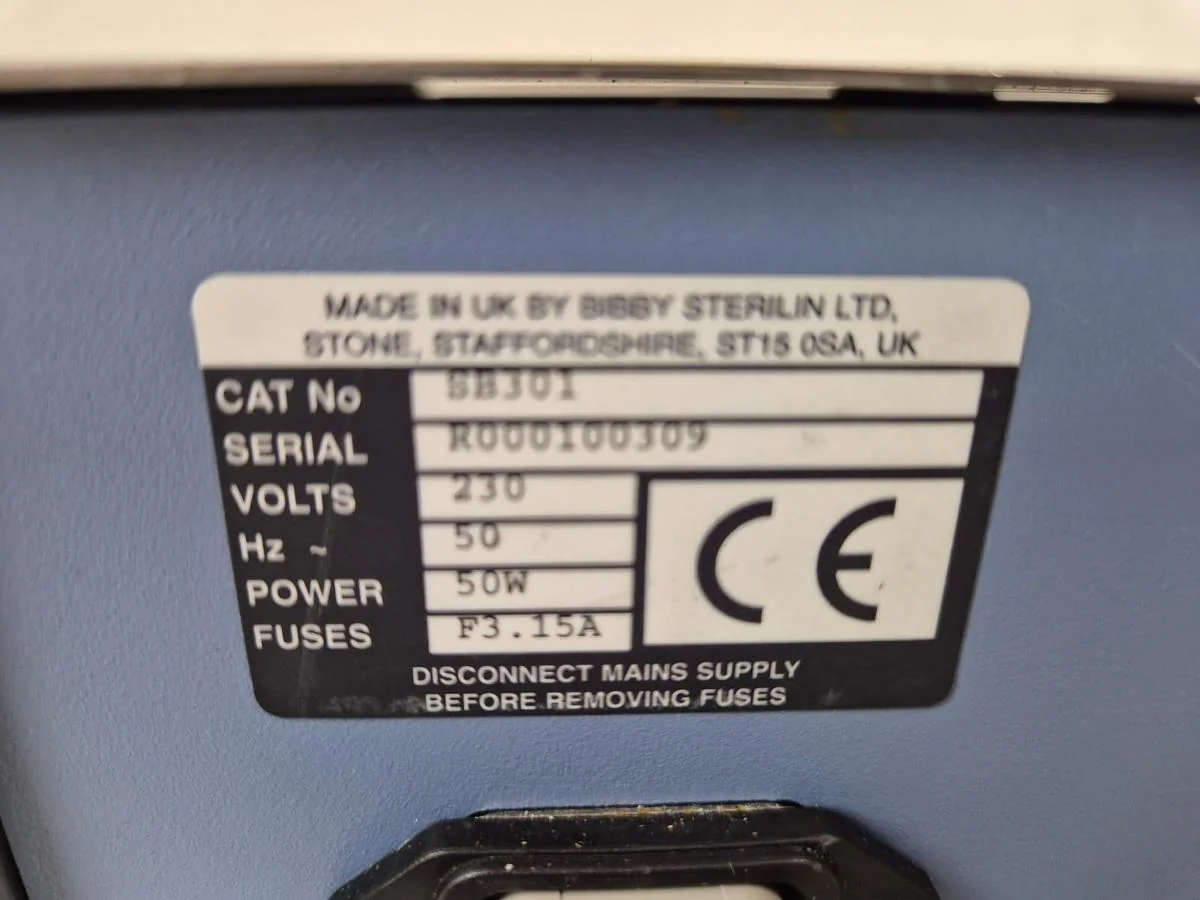 MADE IN UK BY BIBBY STERILIN LTD,
STONE, STAFFORDSHIRE, ST15 0SA, UK
CAT No SB301
SERIAL R000100309
VOLTS 230
Hz ~ 50
POWER 50W
FUSES F3.15A
CE
DISCONNECT MAINS SUPPLY
BEFORE REMOVING FUSES